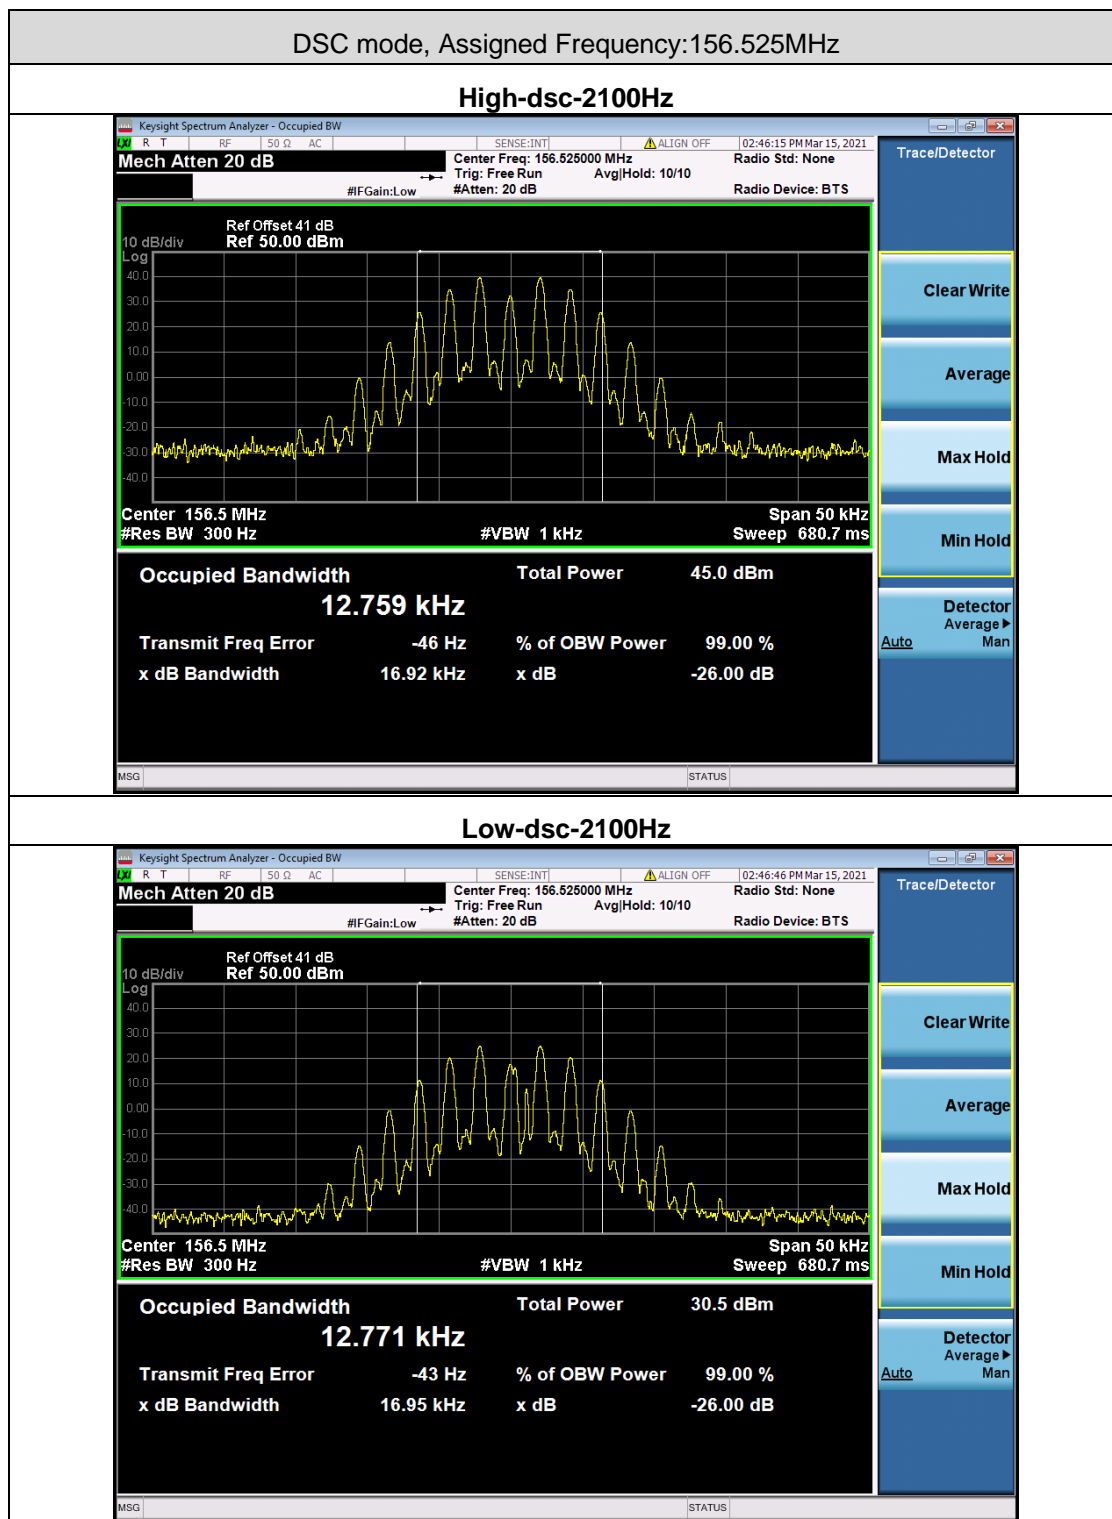 DSC mode, Assigned Frequency:156.525MHz
High-dsc-2100Hz
Keysight Spectrum Analyzer - Occupied BW
LXI R T RF 50 Ω AC SENSE:INT ALIGN OFF 02:46:15 PM Mar 15, 2021
Mech Atten 20 dB
Center Freq: 156.525000 MHz Radio Std: None
Trig: Free Run Avg|Hold: 10/10
#IFGain:Low #Atten: 20 dB Radio Device: BTS
Trace/Detector
Ref Offset 41 dB
10 dB/div Ref 50.00 dBm
Log
40.0
30.0
20.0
10.0
0.00
-10.0
-20.0
-30.0
-40.0
Center 156.5 MHz Span 50 kHz
#Res BW 300 Hz #VBW 1 kHz Sweep 680.7 ms
Clear Write
Average
Max Hold
Min Hold
Detector
Average
Auto Man
Occupied Bandwidth Total Power 45.0 dBm
12.759 kHz
Transmit Freq Error -46 Hz % of OBW Power 99.00 %
x dB Bandwidth 16.92 kHz x dB -26.00 dB
MSG STATUS
Low-dsc-2100Hz
Keysight Spectrum Analyzer - Occupied BW
LXI R T RF 50 Ω AC SENSE:INT ALIGN OFF 02:46:46 PM Mar 15, 2021
Mech Atten 20 dB
Center Freq: 156.525000 MHz Radio Std: None
Trig: Free Run Avg|Hold: 10/10
#IFGain:Low #Atten: 20 dB Radio Device: BTS
Trace/Detector
Ref Offset 41 dB
10 dB/div Ref 50.00 dBm
Log
40.0
30.0
20.0
10.0
0.00
-10.0
-20.0
-30.0
-40.0
Center 156.5 MHz Span 50 kHz
#Res BW 300 Hz #VBW 1 kHz Sweep 680.7 ms
Clear Write
Average
Max Hold
Min Hold
Detector
Average
Auto Man
Occupied Bandwidth Total Power 30.5 dBm
12.771 kHz
Transmit Freq Error -43 Hz % of OBW Power 99.00 %
x dB Bandwidth 16.95 kHz x dB -26.00 dB
MSG STATUS